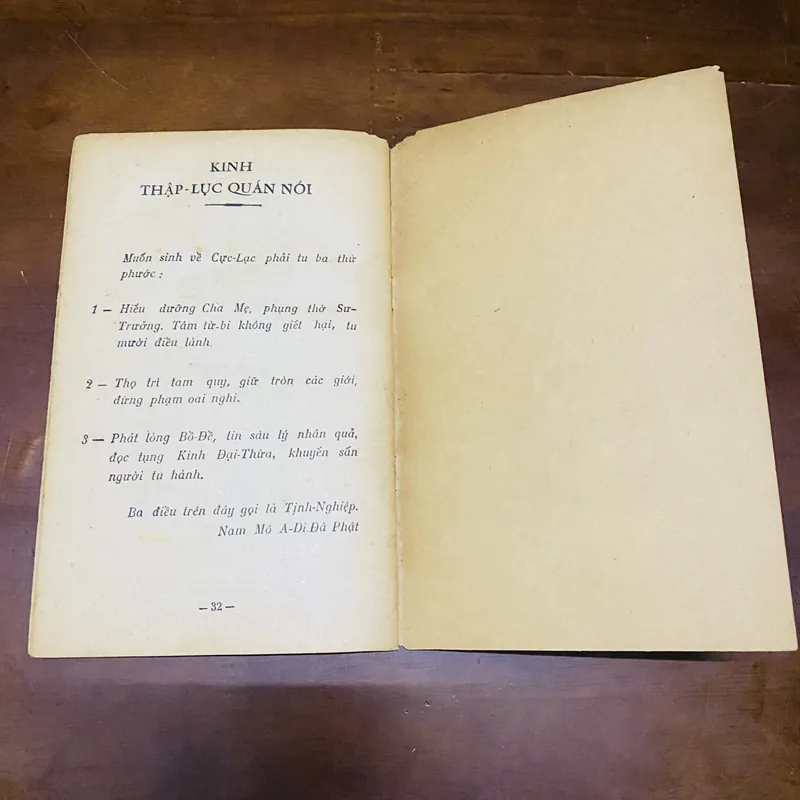 KINH
THẬP-LỤC QUÁN NÓI
Muốn sinh về Cực-Lạc phải tu ba thứ
phước :
1 — Hiếu dưỡng Cha Mẹ, phụng thờ Sư-
Trưởng. Tâm từ-bi không giết hại, tu
mười điều lành.
2 — Thọ trì tam quy, giữ tròn các giới,
đừng phạm oai nghi.
3 — Phát lòng Bồ-Đề, tin sâu lý nhân quả,
đọc tụng Kinh Đại-Thừa, khuyến sấn
người tu hành.
Ba điều trên đây gọi là Tịnh-Nghiệp.
Nam Mô A-Di.Đà Phật
— 32 —